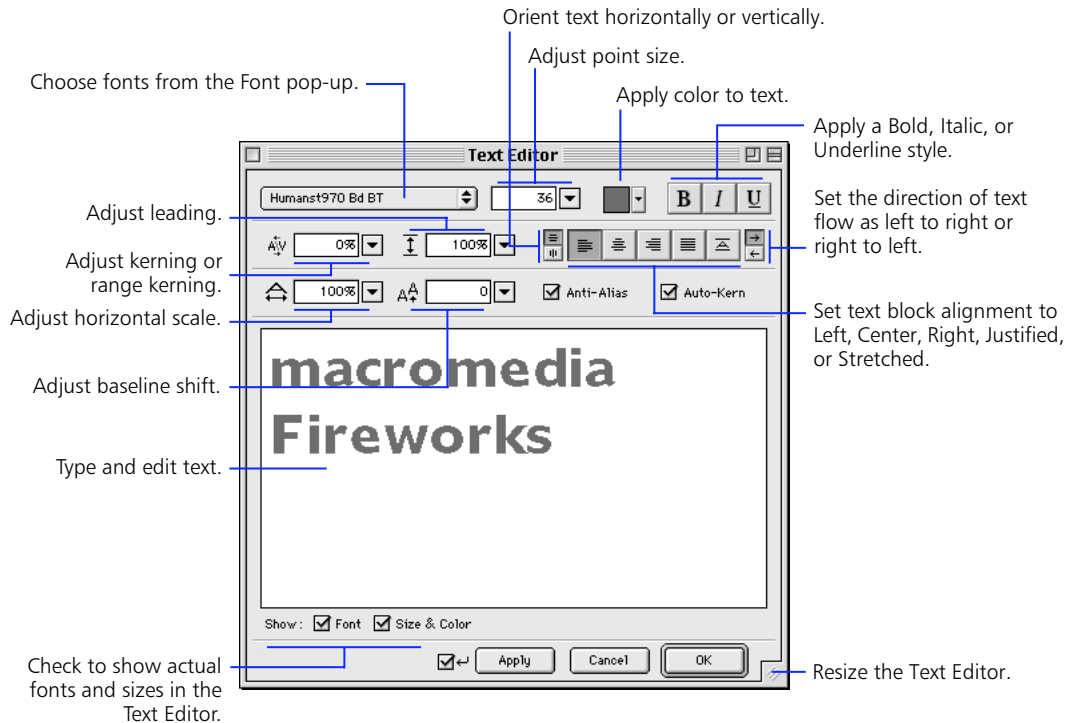 Orient text horizontally or vertically.
Adjust point size.
Choose fonts from the Font pop-up.
Apply color to text.
Apply a Bold, Italic, or
Underline style.
Text Editor
Humanst970 Bd BT
36
B I U
Adjust leading.
Set the direction of text
flow as left to right or
right to left.
AV 0% 100%
Adjust kerning or
range kerning.
100% AA 0 Anti-Alias Auto-Kern
Adjust horizontal scale.
Set text block alignment to
Left, Center, Right, Justified,
or Stretched.
macromedia
Fireworks
Adjust baseline shift.
Type and edit text.
Show: Font Size & Color
Apply Cancel OK
Check to show actual
fonts and sizes in the
Text Editor.
Resize the Text Editor.